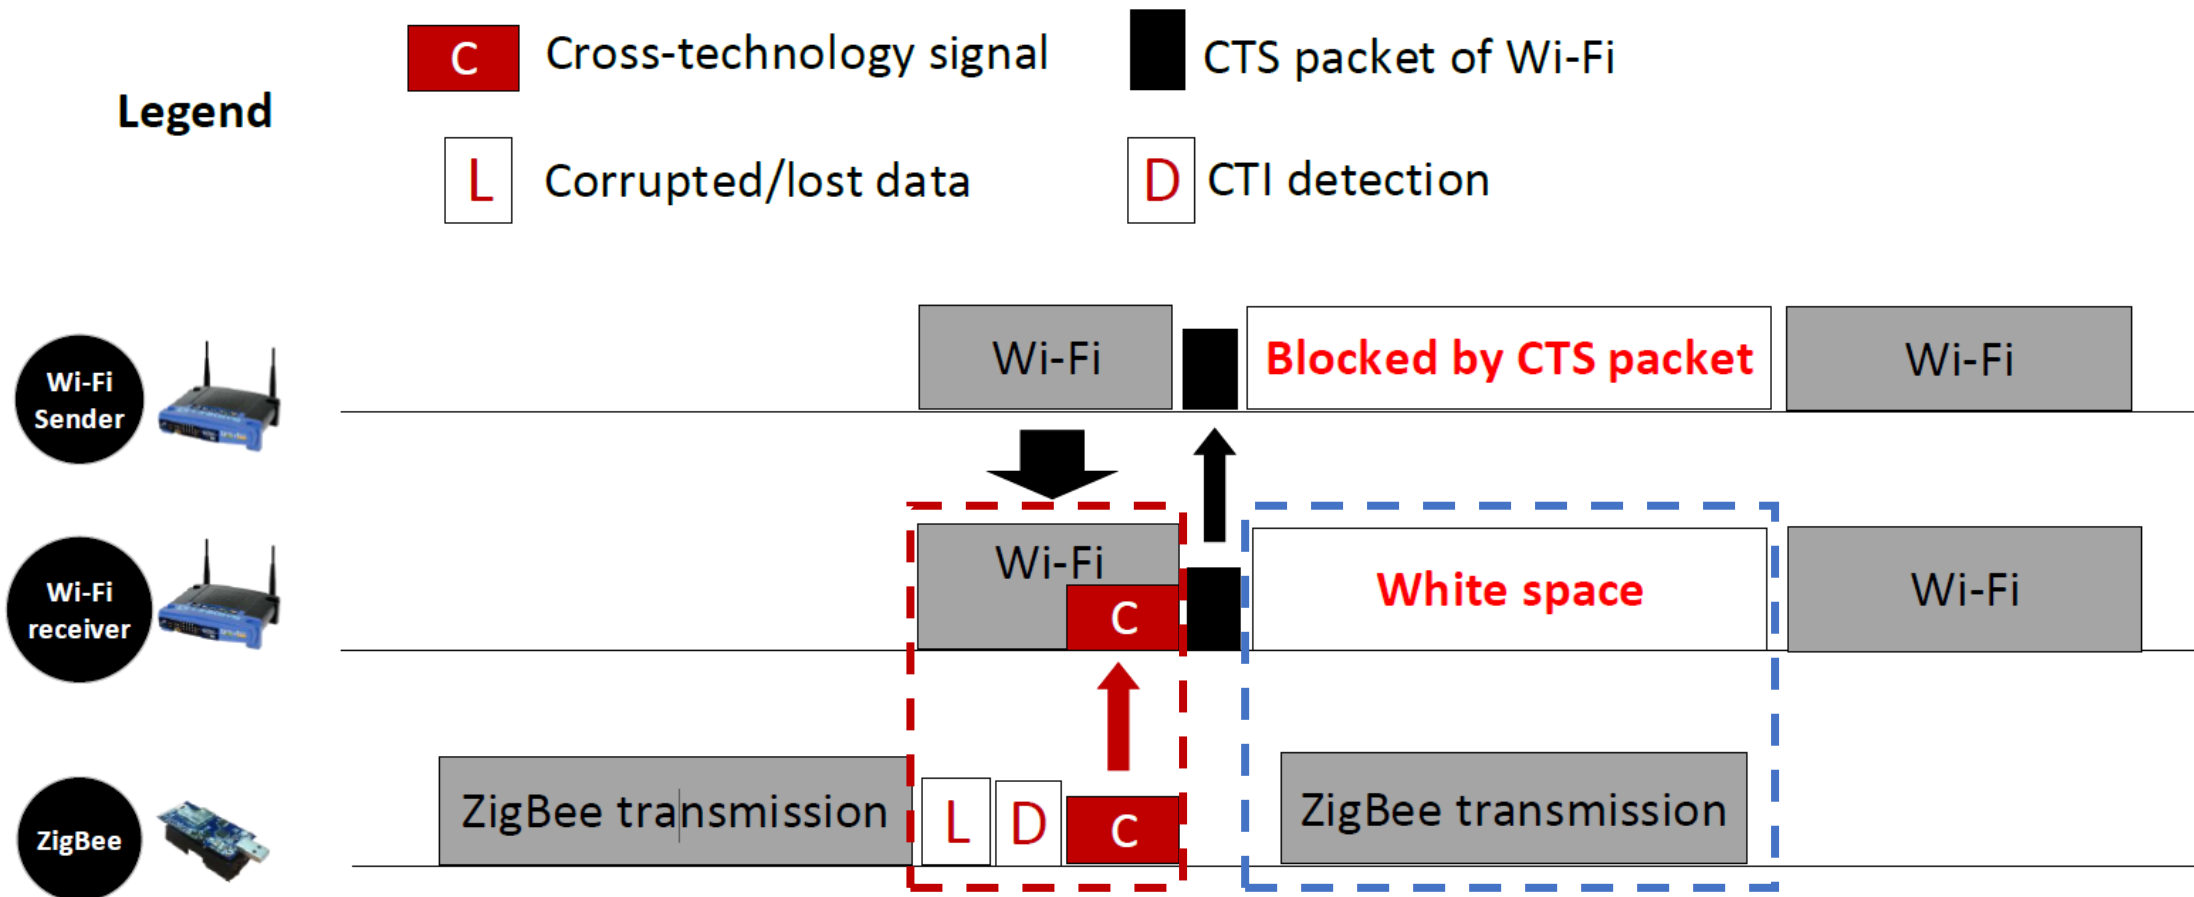 C Cross-technology signal
CTS packet of Wi-Fi
Legend
L Corrupted/lost data
D CTI detection
Wi-Fi
Sender
Wi-Fi
Blocked by CTS packet
Wi-Fi
Wi-Fi
receiver
Wi-Fi
C
White space
Wi-Fi
ZigBee
ZigBee transmission
L
D
C
ZigBee transmission